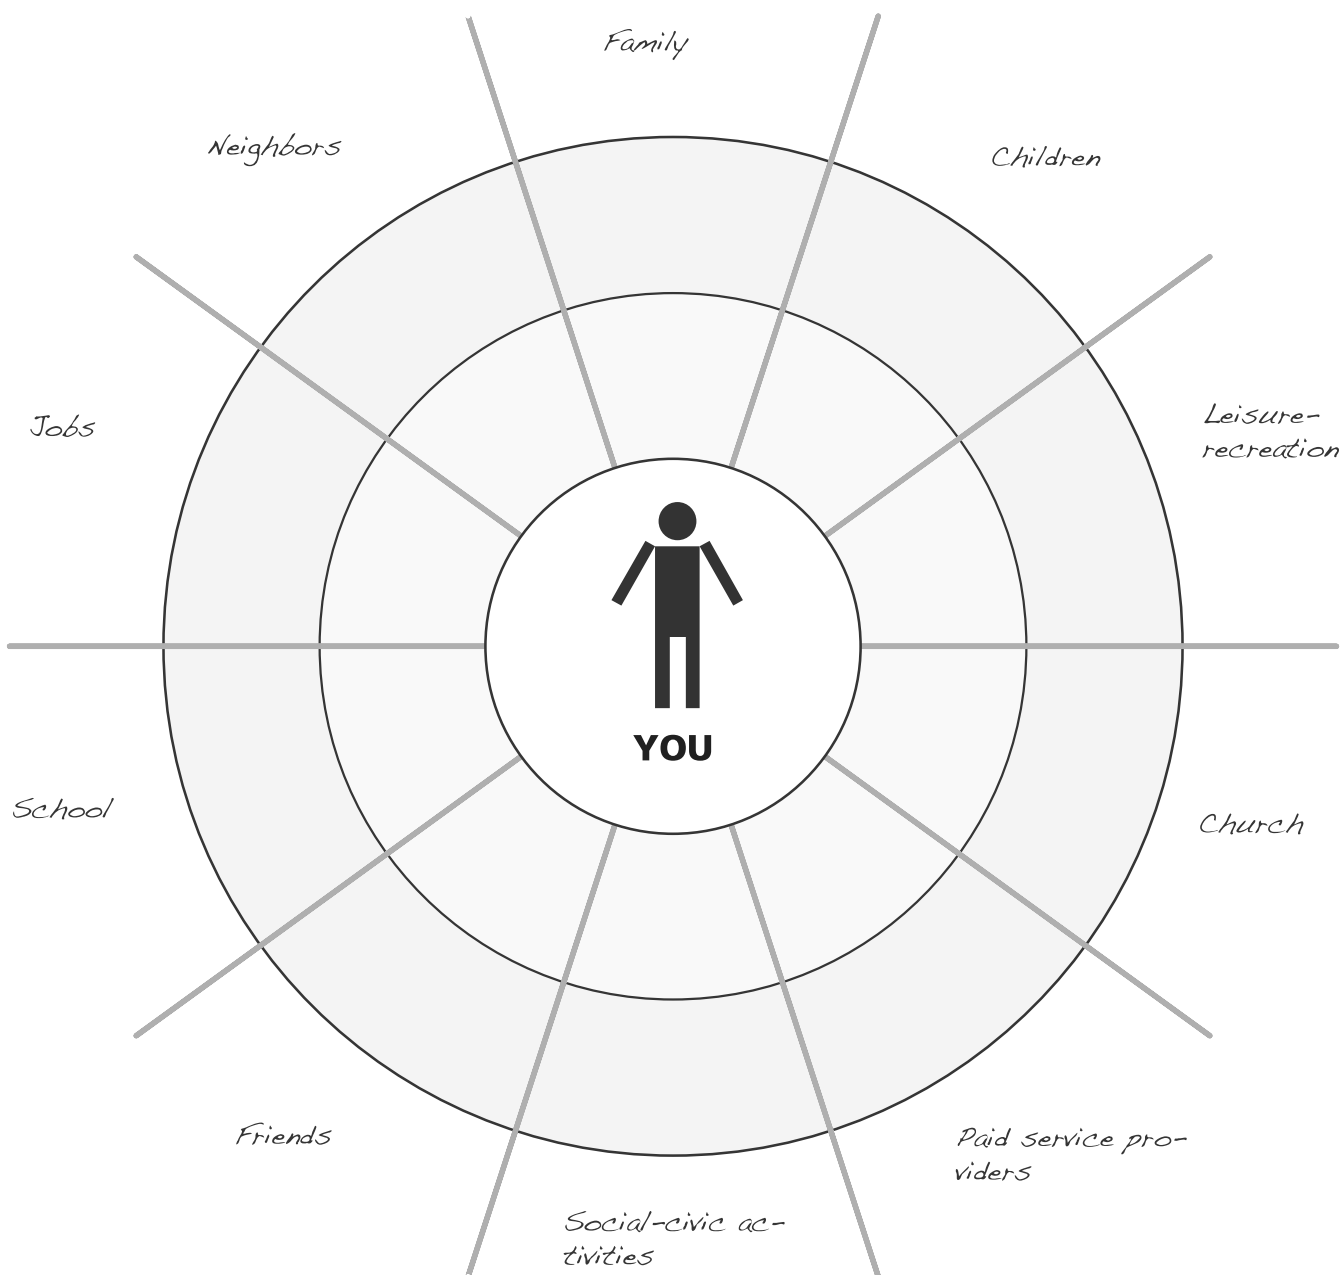 Family
Neighbors
Children
Jobs
Leisure-
recreation
YOU
School
Church
Friends
Paid service pro-
viders
Social-civic ac-
tivities